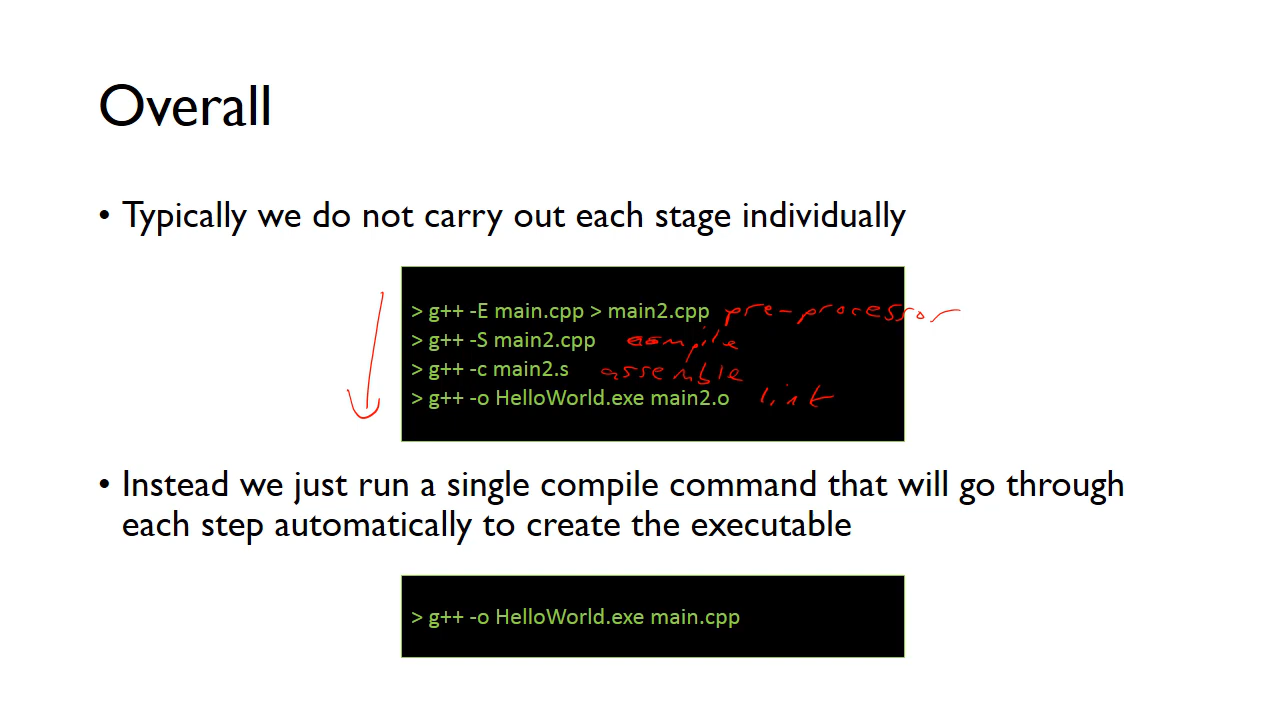 Overall
• Typically we do not carry out each stage individually
> g++ -E main.cpp > main2.cpp pre-processor
> g++ -S main2.cpp compile
> g++ -c main2.s assemble
> g++ -o HelloWorld.exe main2.o link
• Instead we just run a single compile command that will go through
each step automatically to create the executable
> g++ -o HelloWorld.exe main.cpp